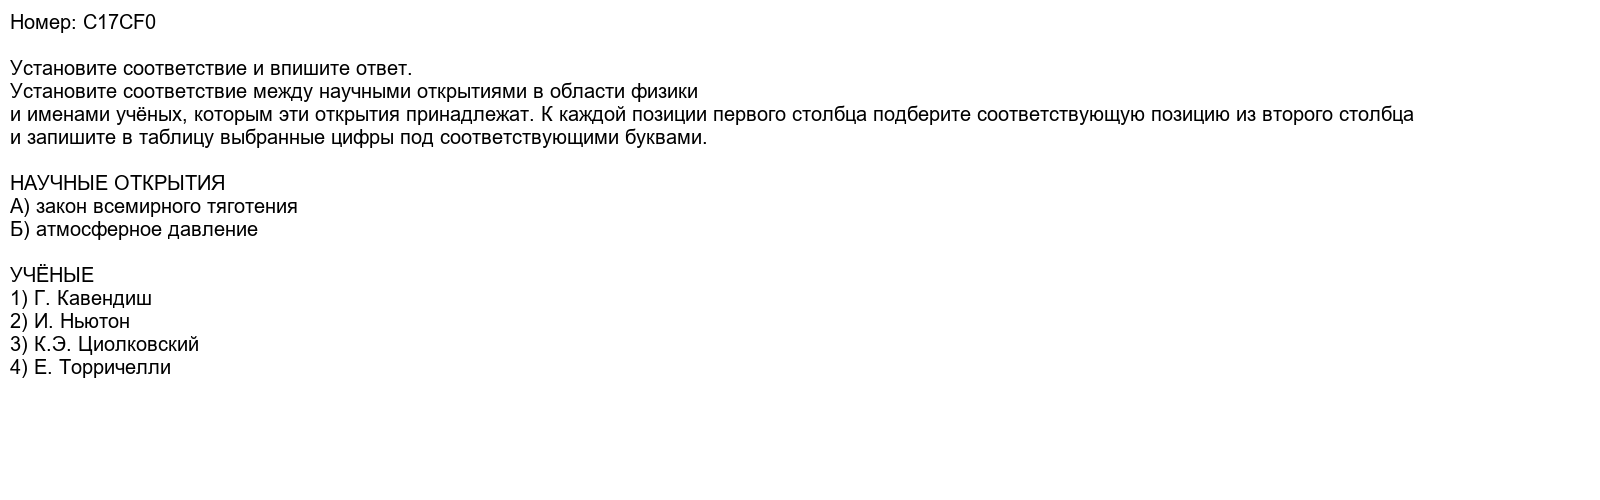 Номер: C17CF0
Установите соответствие и впишите ответ.
Установите соответствие между научными открытиями в области физики
и именами учёных, которым эти открытия принадлежат. К каждой позиции первого столбца подберите соответствующую позицию из второго столбца
и запишите в таблицу выбранные цифры под соответствующими буквами.
НАУЧНЫЕ ОТКРЫТИЯ
А) закон всемирного тяготения
Б) атмосферное давление
УЧЁНЫЕ
1) Г. Кавендиш
2) И. Ньютон
3) К.Э. Циолковский
4) Е. Торричелли